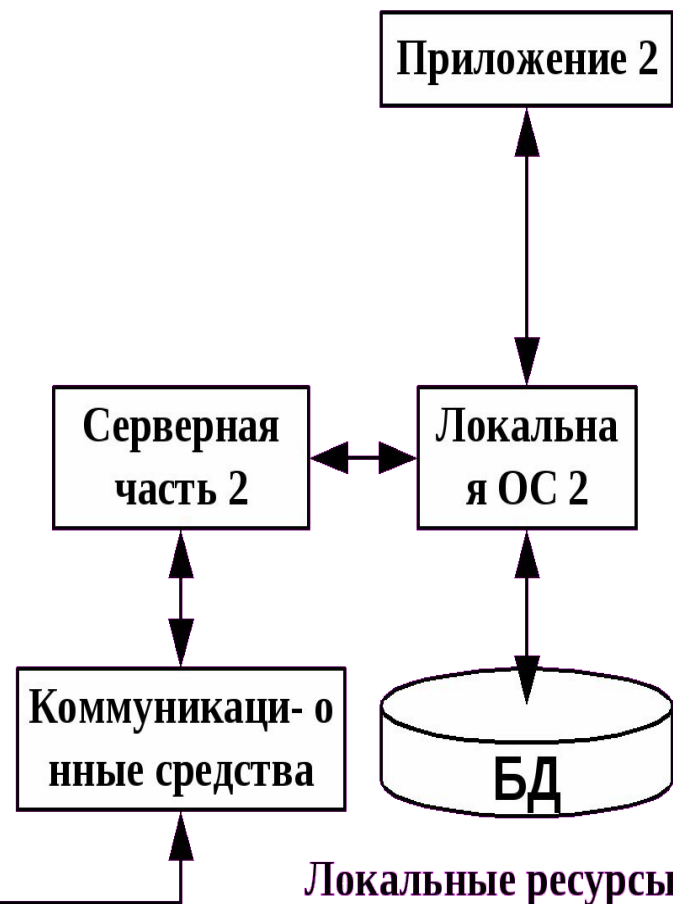 Приложение 2
Серверная
часть 2
Локальна
я ОС 2
Коммуникаци- о
нные средства
БД
Локальные ресурсы